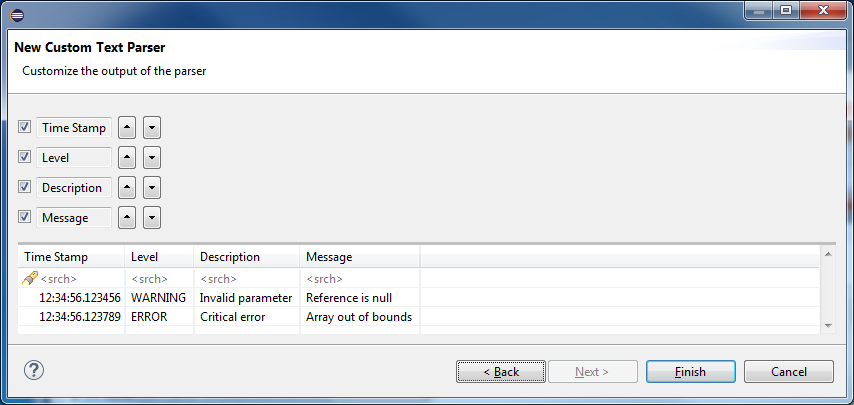 New Custom Text Parser
Customize the output of the parser
Time Stamp
Level
Description
Message
Time Stamp Level Description Message
<srch> <srch> <srch> <srch>
12:34:56.123456 WARNING Invalid parameter Reference is null
12:34:56.123789 ERROR Critical error Array out of bounds
? < Back Next > Finish Cancel